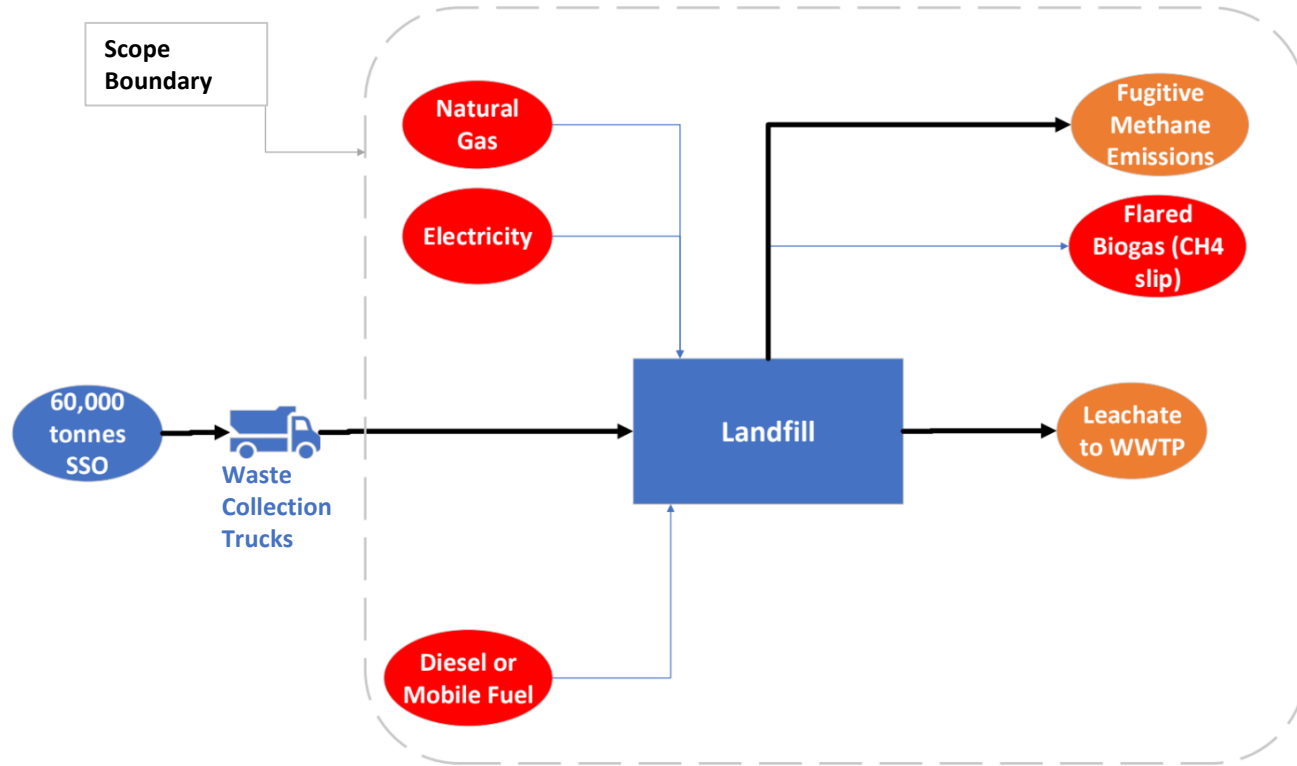 Scope
Boundary
Natural
Gas
Electricity
Fugitive
Methane
Emissions
Flared
Biogas (CH4
slip)
60,000
tonnes
SSO
Waste
Collection
Trucks
Landfill
Leachate
to WWTP
Diesel or
Mobile Fuel